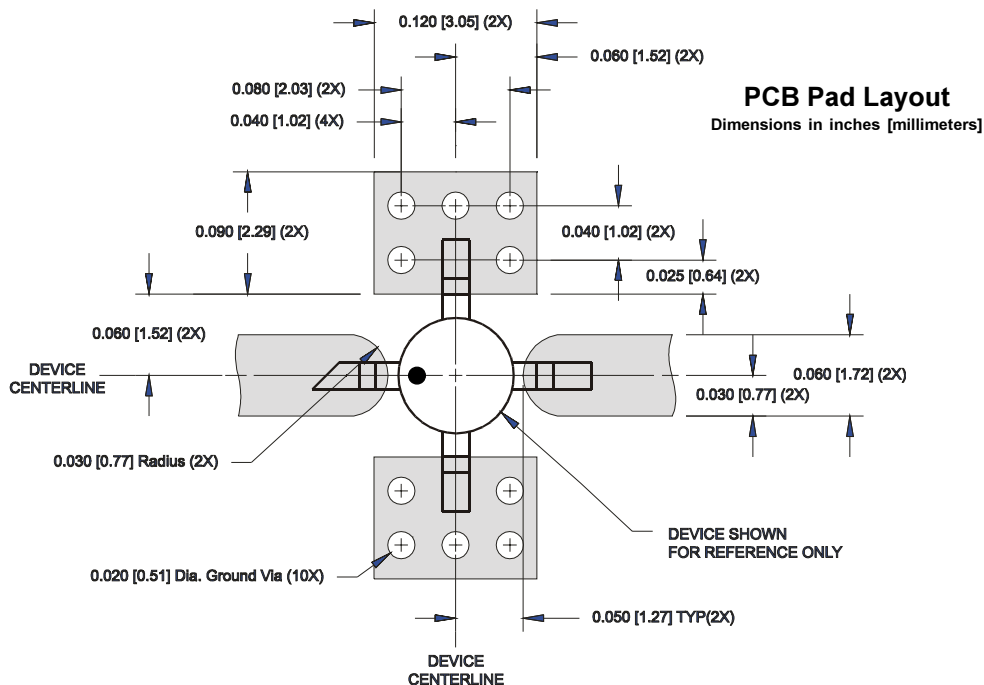 0.120 [3.05] (2X)
0.060 [1.52] (2X)
0.080 [2.03] (2X)
0.040 [1.02] (4X)
PCB Pad Layout
Dimensions in inches [millimeters]
0.090 [2.29] (2X)
0.040 [1.02] (2X)
0.025 [0.64] (2X)
0.060 [1.52] (2X)
DEVICE
CENTERLINE
0.060 [1.72] (2X)
0.030 [0.77] (2X)
0.030 [0.77] Radius (2X)
DEVICE SHOWN
FOR REFERENCE ONLY
0.020 [0.51] Dia. Ground Via (10X)
0.050 [1.27] TYP(2X)
DEVICE
CENTERLINE